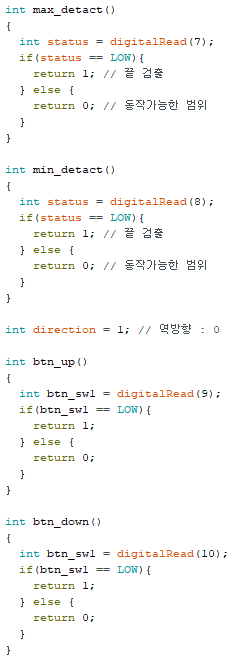 int max_detact()
{
  int status = digitalRead(7);
  if(status == LOW){
    return 1; // 끝 검출
  } else {
    return 0; // 동작가능한 범위
  }
}

int min_detact()
{
  int status = digitalRead(8);
  if(status == LOW){
    return 1; // 끝 검출
  } else {
    return 0; // 동작가능한 범위
  }
}

int direction = 1; // 역방향 : 0

int btn_up()
{
  int btn_sw1 = digitalRead(9);
  if(btn_sw1 == LOW){
    return 1;
  } else {
    return 0;
  }
}

int btn_down()
{
  int btn_sw1 = digitalRead(10);
  if(btn_sw1 == LOW){
    return 1;
  } else {
    return 0;
  }
}